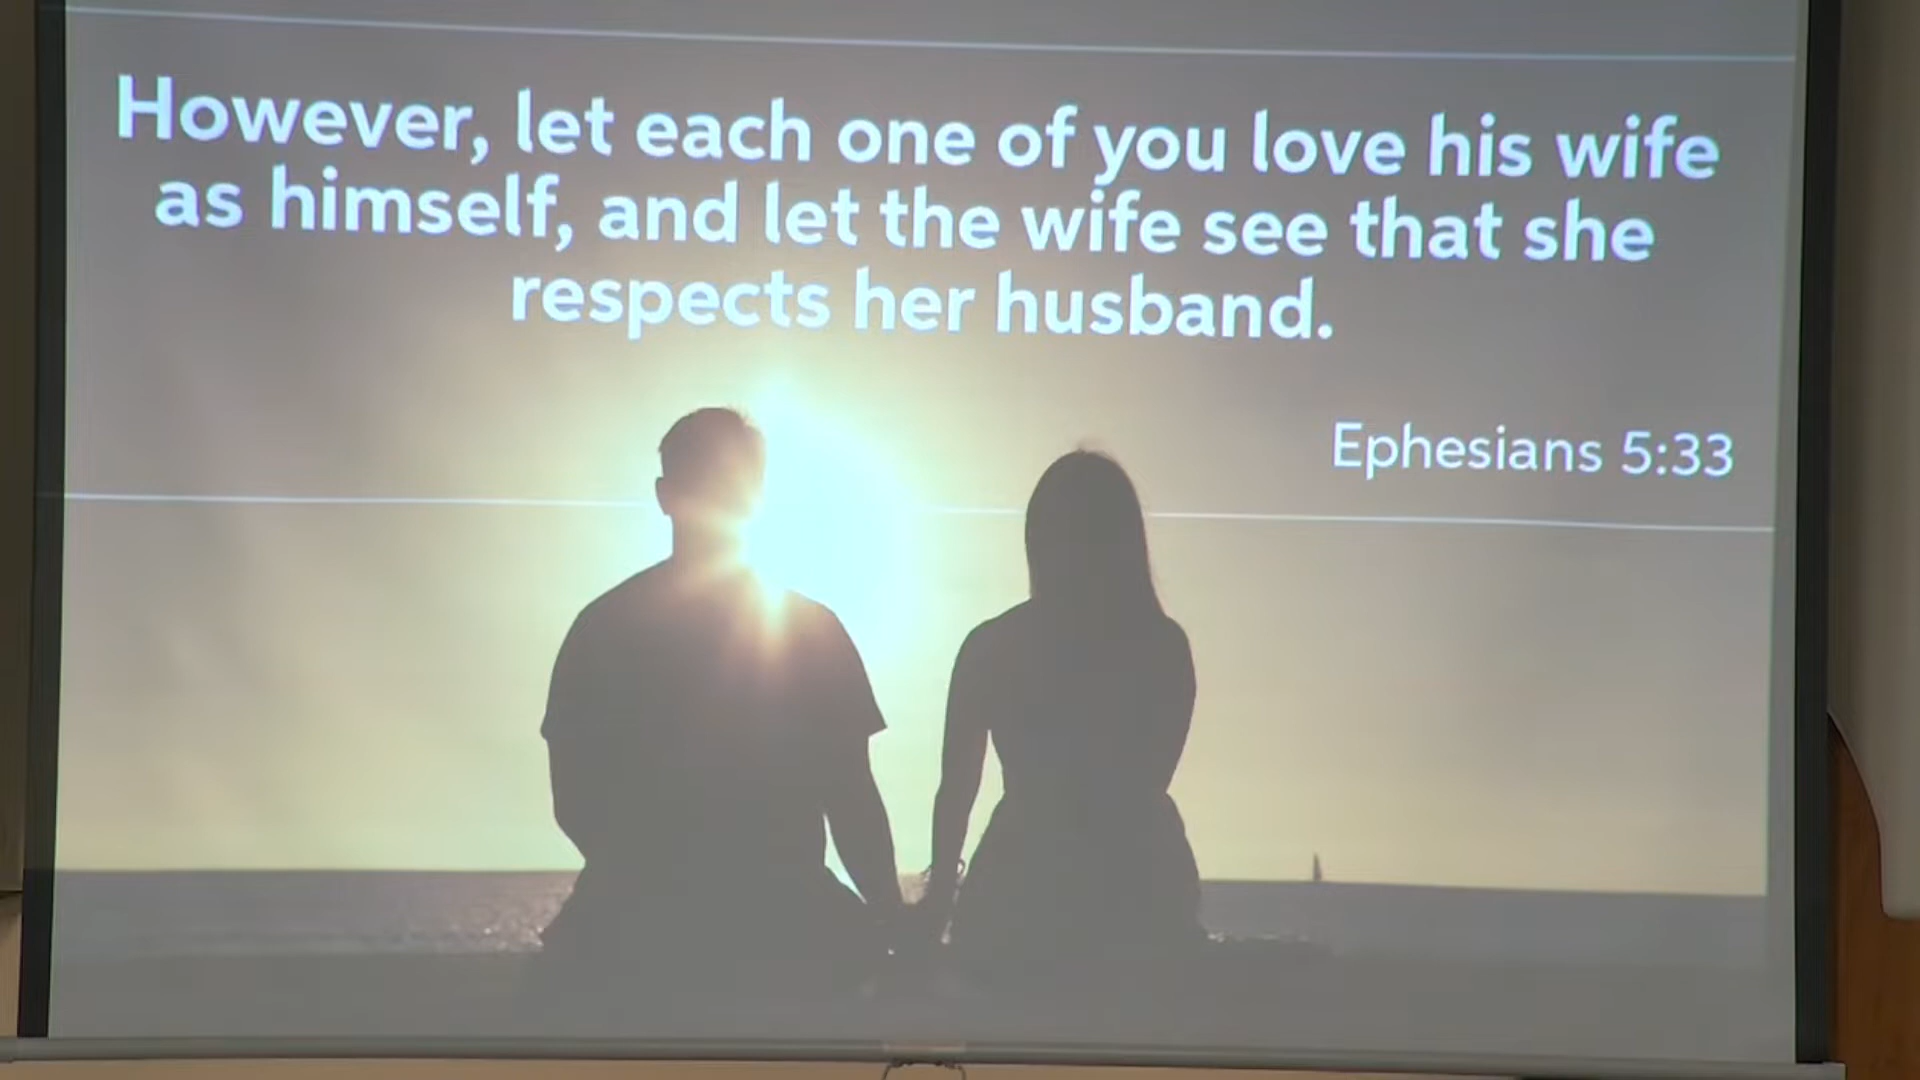 However, let each one of you love his wife
as himself, and let the wife see that she
respects her husband.
Ephesians 5:33